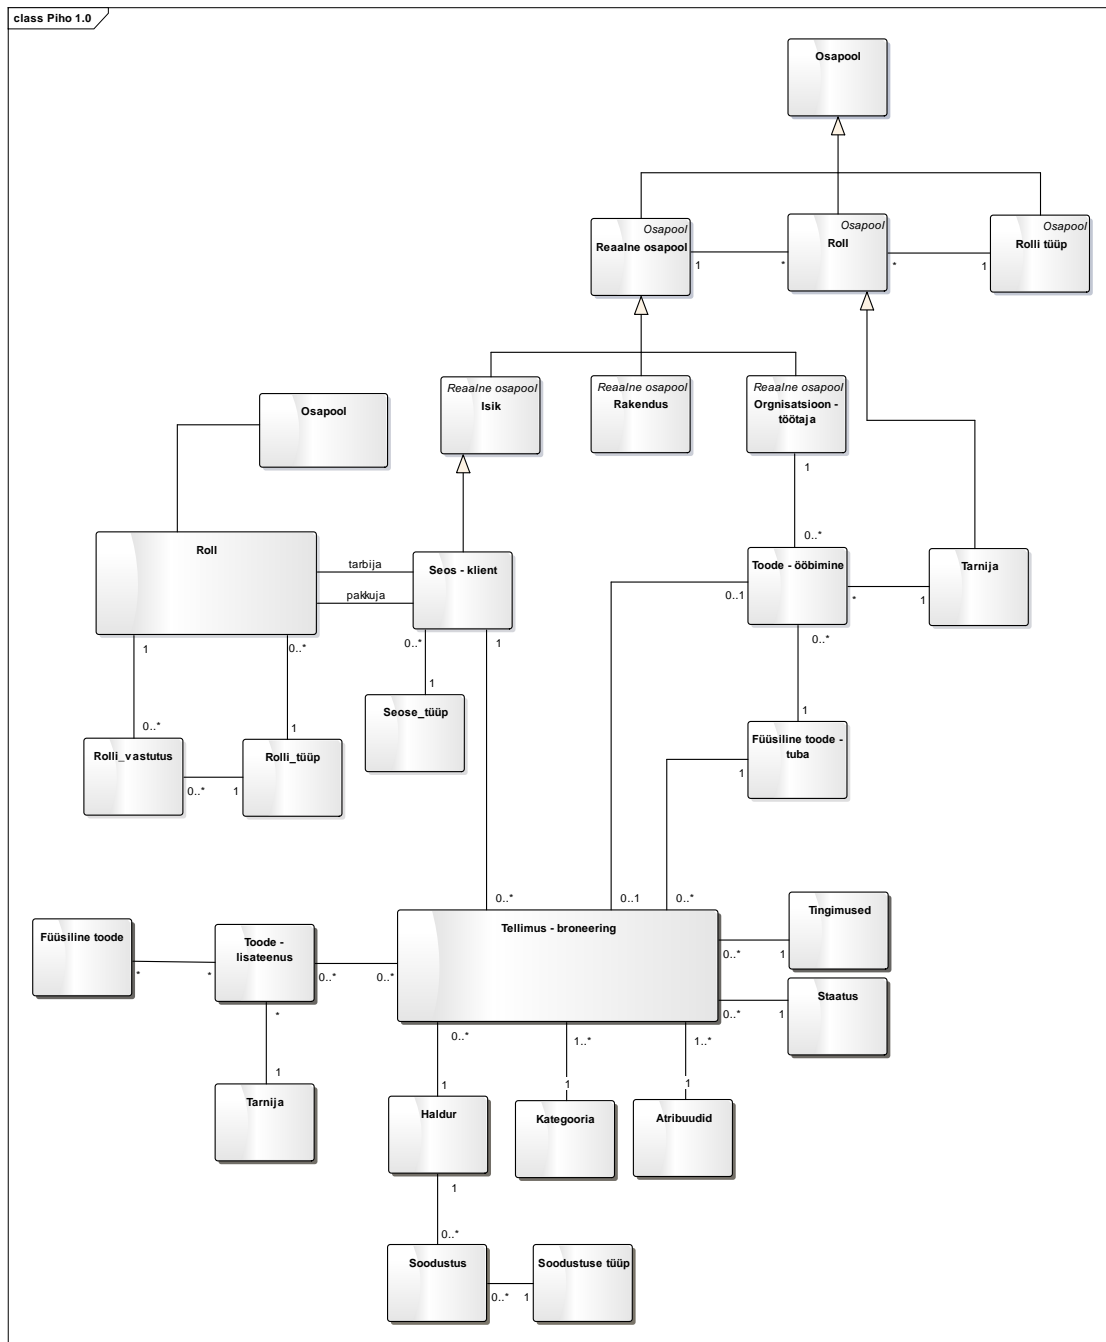 class Piho 1.0
Osapool
Osapool
Reaalne osapool
Osapool
Roll
Osapool
Rolli tüüp
1
*
*
1
Reaalne osapool
Isik
Reaalne osapool
Rakendus
Reaalne osapool
Orgnisatsioon -
töötaja
Osapool
1
0..*
Roll
tarbija
pakkuja
Seos - klient
Toode - ööbimine
Tarnija
0..1
*
1
1
0..*
0..*
1
0..*
1
Seose_tüüp
0..*
1
1
Füüsiline toode -
tuba
1
Rolli_vastutus
Rolli_tüüp
0..*
1
0..*
0..1
0..*
Füüsiline toode
Toode -
lisateenus
Tellimus - broneering
Tingimused
*
*
0..*
0..*
0..*
1
Staatus
0..*
1
*
1
Tarnija
0..*
1
1..*
1
1..*
1
Haldur
Kategooria
Atribuudid
1
0..*
Soodustus
Soodustuse tüüp
0..*
1